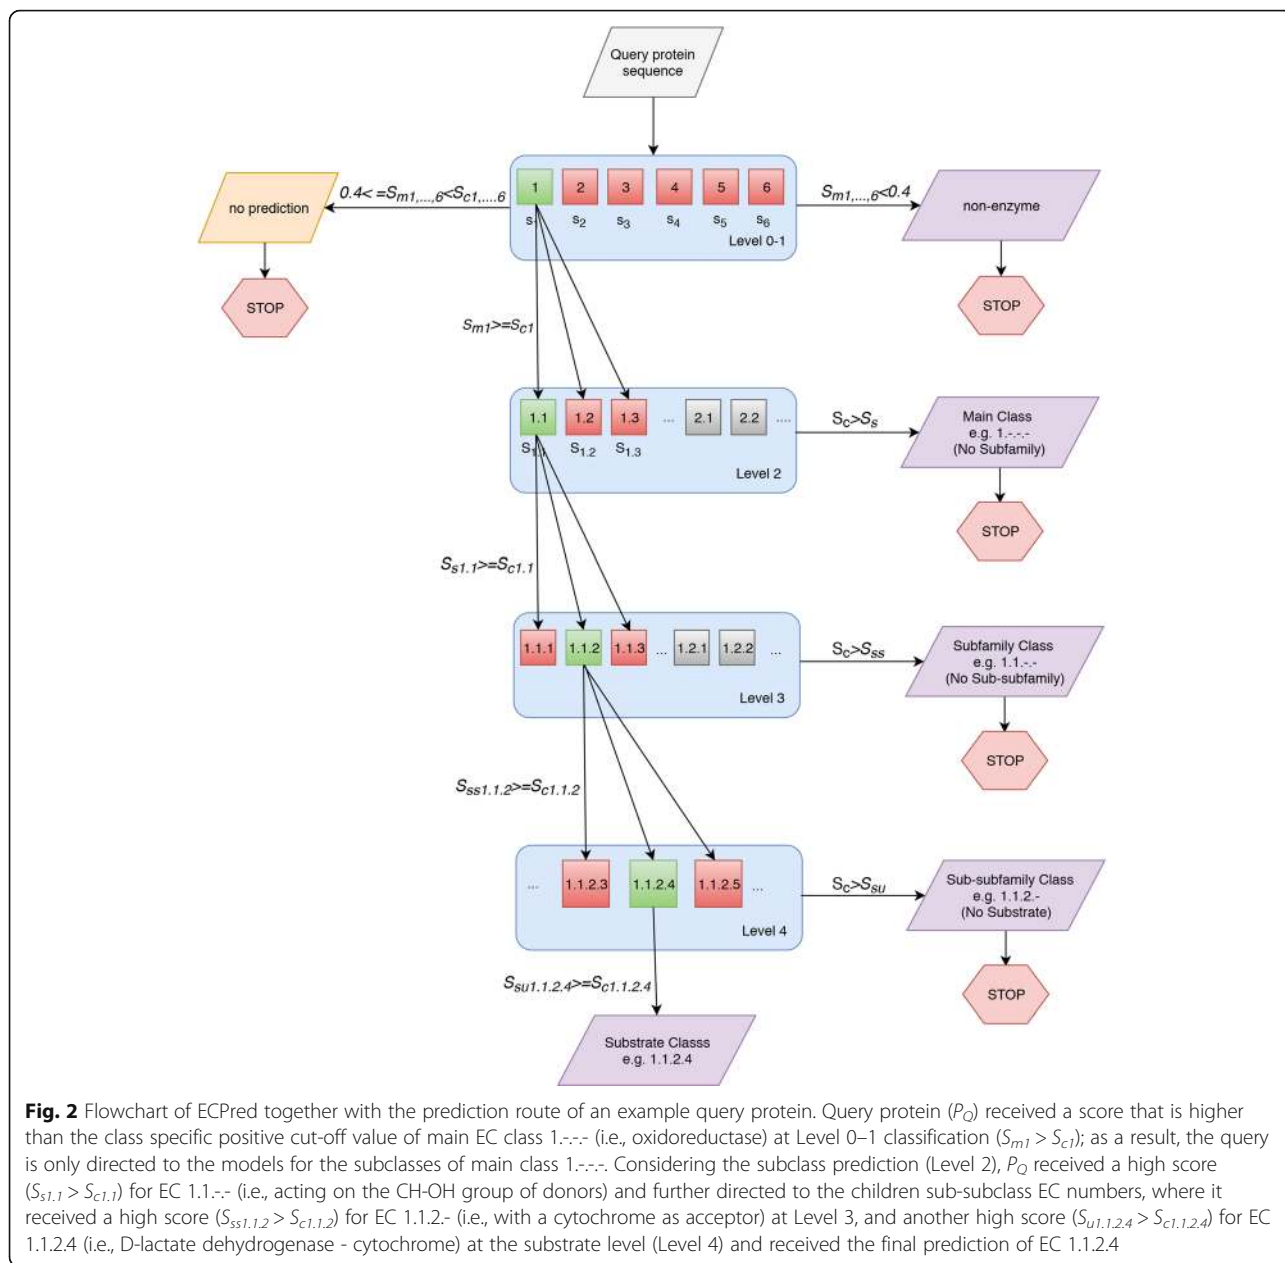 Query protein
sequence
0.4< =Sm1,...,6<Sc1,....6
1 2 3 4 5 6
Sm1,...,6<0.4
no prediction
non-enzyme
s1 s2 s3 s4 s5 s6
Level 0-1
STOP
STOP
Sm1>=Sc1
1.1 1.2 1.3 ... 2.1 2.2 ....
Sc>Ss
Main Class
e.g. 1.-.-.-
(No Subfamily)
S1.1 S1.2 S1.3
Level 2
STOP
Ss1.1>=Sc1.1
1.1.1 1.1.2 1.1.3 ... 1.2.1 1.2.2 ...
Sc>Sss
Subfamily Class
e.g. 1.1.-.-
(No Sub-subfamily)
Level 3
STOP
Sss1.1.2>=Sc1.1.2
... 1.1.2.3 1.1.2.4 1.1.2.5 ...
Sc>Ssu
Sub-subfamily Class
e.g. 1.1.2.-
(No Substrate)
Level 4
Ssu1.1.2.4>=Sc1.1.2.4
STOP
Substrate Classs
e.g. 1.1.2.4
Fig. 2 Flowchart of ECPred together with the prediction route of an example query protein. Query protein (PQ) received a score that is higher
than the class specific positive cut-off value of main EC class 1.-.-.- (i.e., oxidoreductase) at Level 0–1 classification (Sm1 > Sc1); as a result, the query
is only directed to the models for the subclasses of main class 1.-.-.-. Considering the subclass prediction (Level 2), PQ received a high score
(Ss1.1 > Sc1.1) for EC 1.1.-.- (i.e., acting on the CH-OH group of donors) and further directed to the children sub-subclass EC numbers, where it
received a high score (Sss1.1.2 > Sc1.1.2) for EC 1.1.2.- (i.e., with a cytochrome as acceptor) at Level 3, and another high score (Su1.1.2.4 > Sc1.1.2.4) for EC
1.1.2.4 (i.e., D-lactate dehydrogenase - cytochrome) at the substrate level (Level 4) and received the final prediction of EC 1.1.2.4